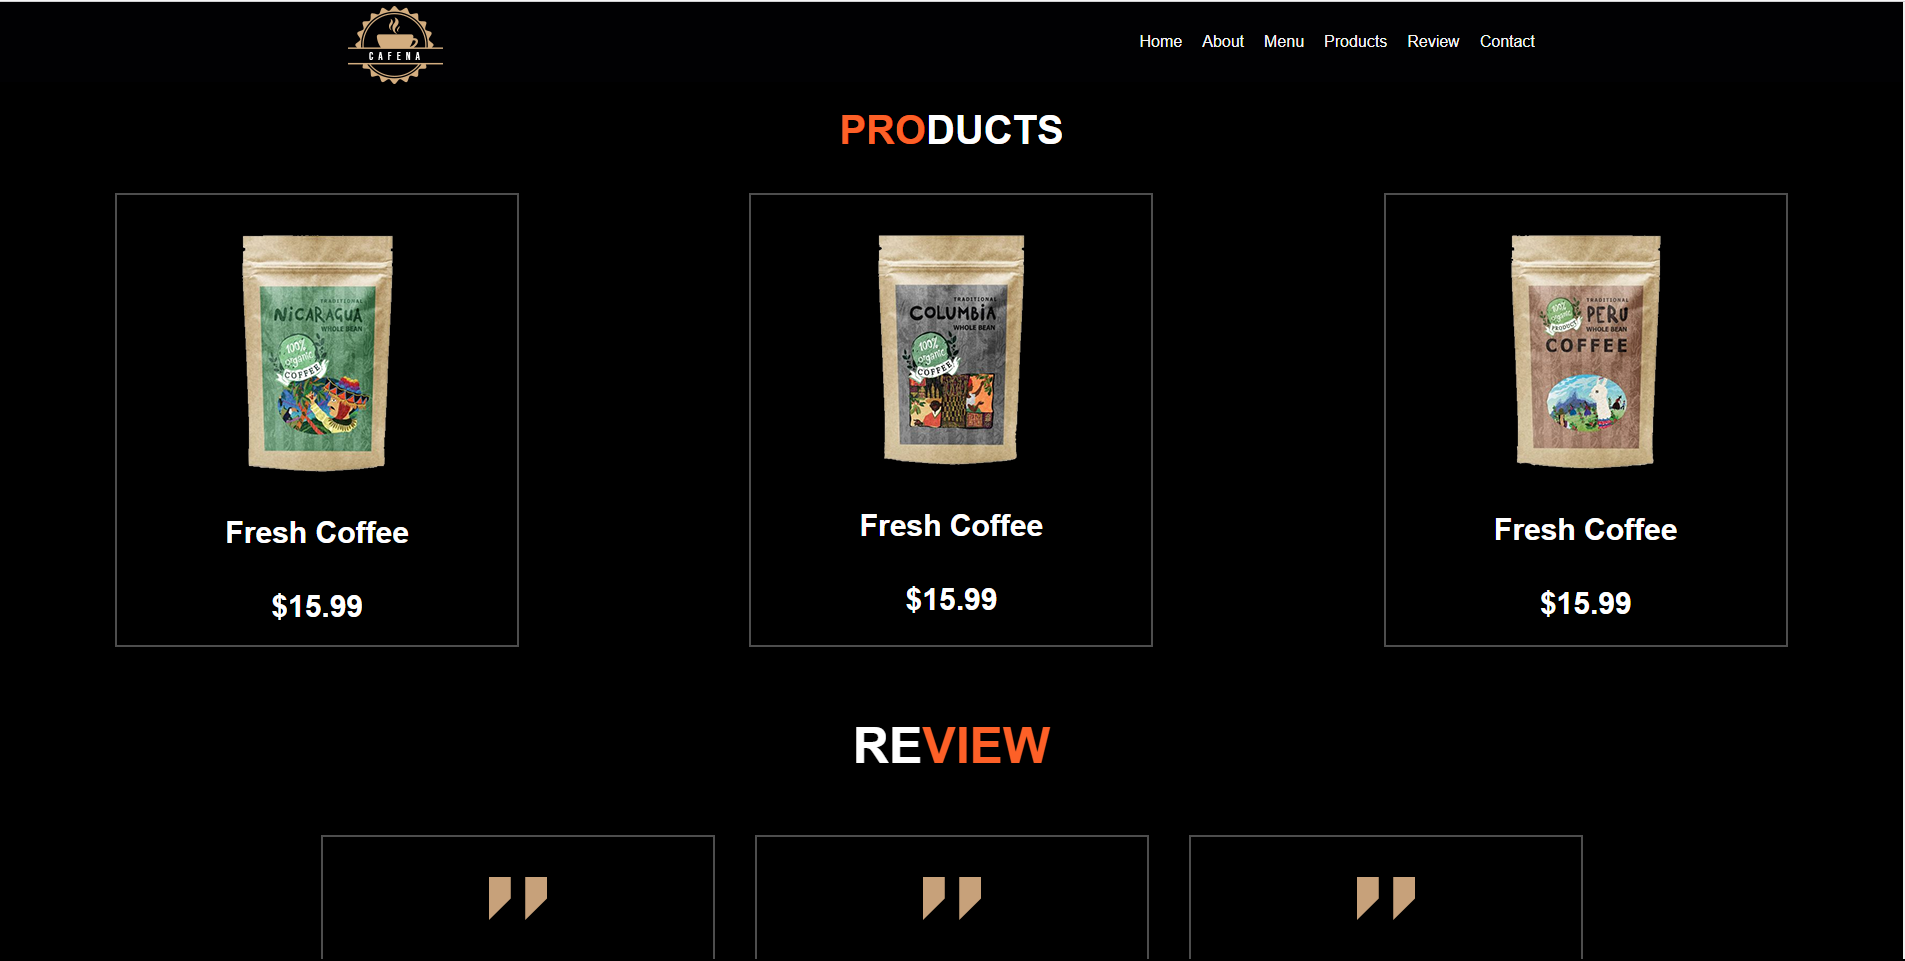 CAFENA
Home About Menu Products Review Contact
PRODUCTS
TRADITIONAL
NICARAGUA
WHOLE BEAN
100%
organic
COFFEE
TRADITIONAL
COLUMBIA
WHOLE BEAN
100%
organic
COFFEE
100%
organic
PRODUCT
TRADITIONAL
PERU
WHOLE BEAN
COFFEE
Fresh Coffee
Fresh Coffee
Fresh Coffee
$15.99
$15.99
$15.99
REVIEW